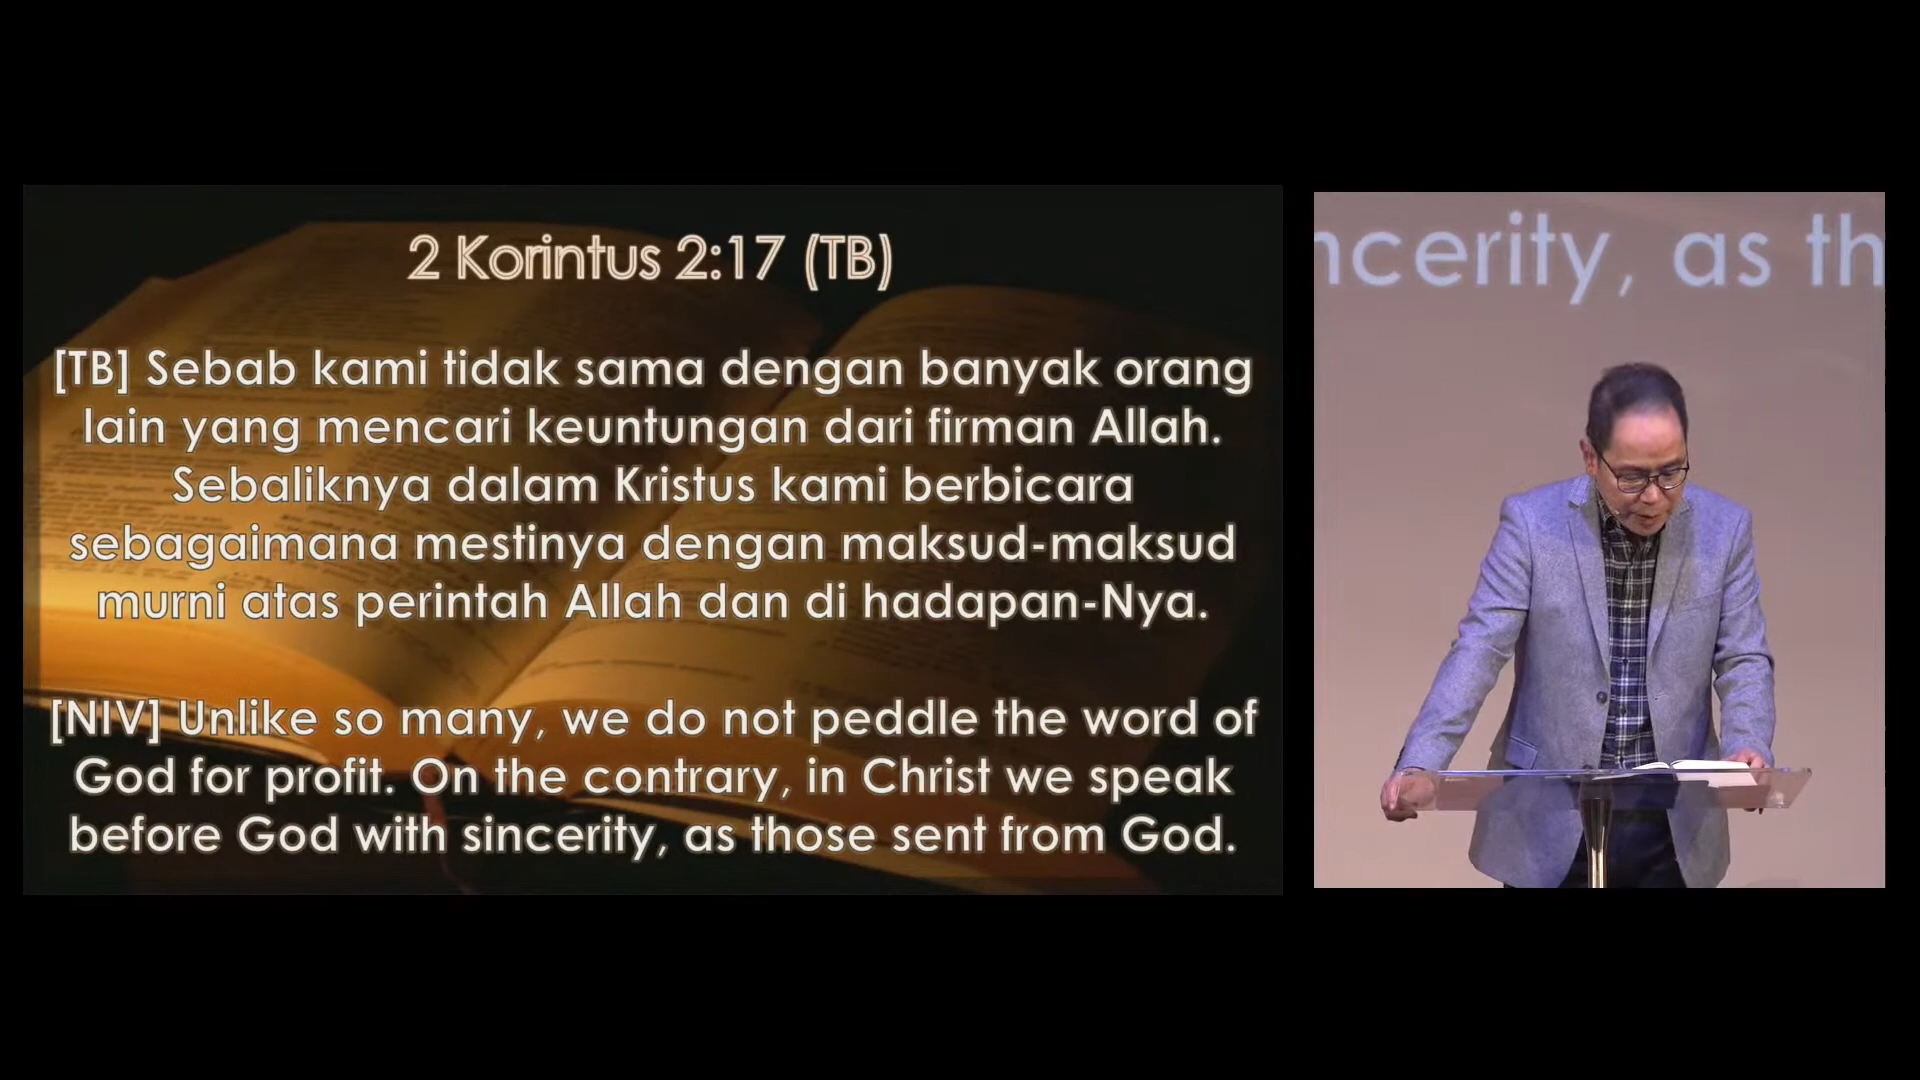 2 Korintus 2:17 (TB)
[TB] Sebab kami tidak sama dengan banyak orang
lain yang mencari keuntungan dari firman Allah.
Sebaliknya dalam Kristus kami berbicara
sebagaimana mestinya dengan maksud-maksud
murni atas perintah Allah dan di hadapan-Nya.
[NIV] Unlike so many, we do not peddle the word of
God for profit. On the contrary, in Christ we speak
before God with sincerity, as those sent from God.
ncerity, as th